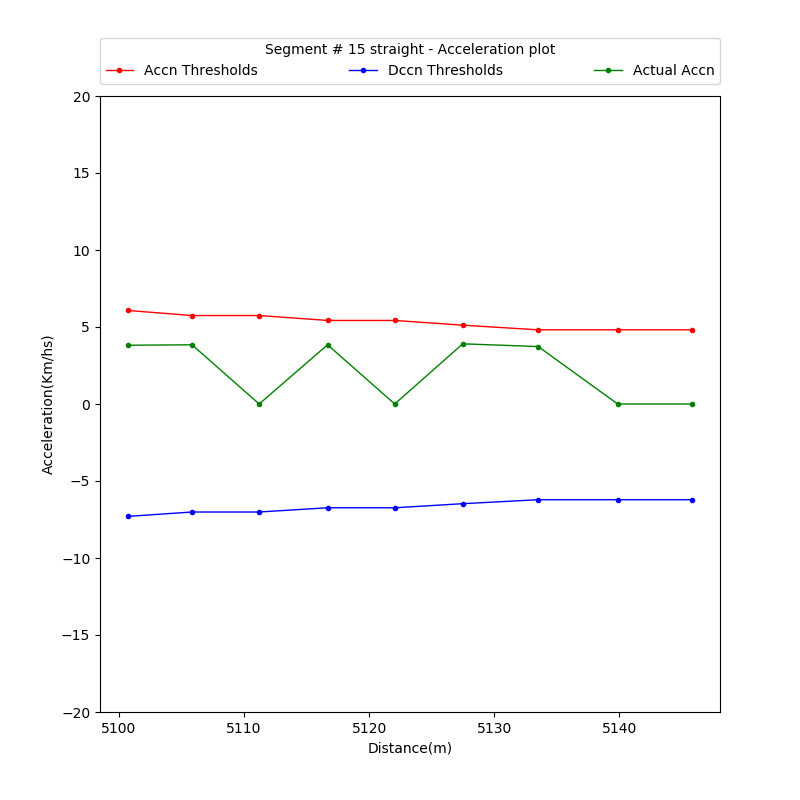 Segment # 15 straight - Acceleration plot
Accn Thresholds Dccn Thresholds Actual Accn
20
15
10
5
0
−5
−10
−15
−20
Acceleration(Km/hs)
5100 5110 5120 5130 5140
Distance(m)